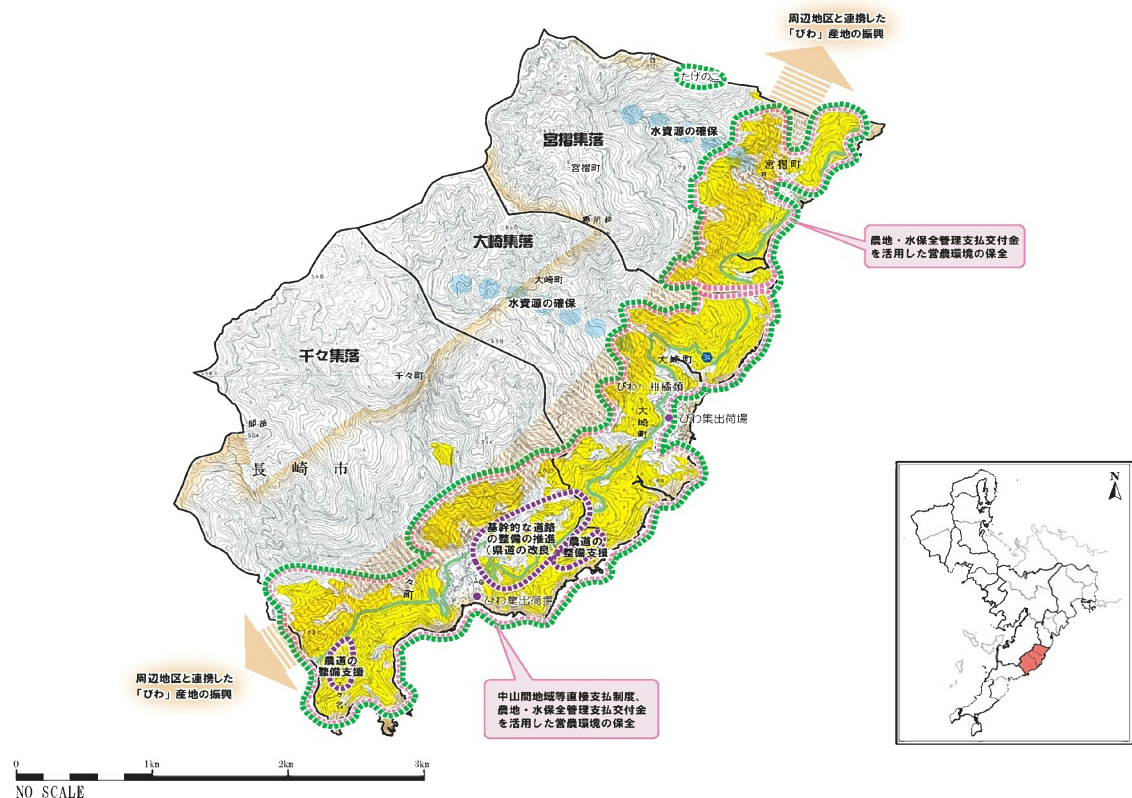 周辺地区と連携した
「びわ」産地の振興
たけのこ
水資源の確保
宮摺集落
宮摺町
宮摺町
農地・水保全管理支払交付金
を活用した営農環境の保全
大崎集落
大崎町
水資源の確保
千々集落
千々町
大崎町
34
びわ・柑橘類
大崎町
びわ集出荷場
長崎市
基幹的な道路
の整備の推進
(県道の改良
農道の
整備支援
々町
びわ集出荷場
農道の
整備支援
周辺地区と連携した
「びわ」産地の振興
中山間地域等直接支払制度、
農地・水保全管理支払交付金
を活用した営農環境の保全
N
0 1km 2km 3km
NO SCALE